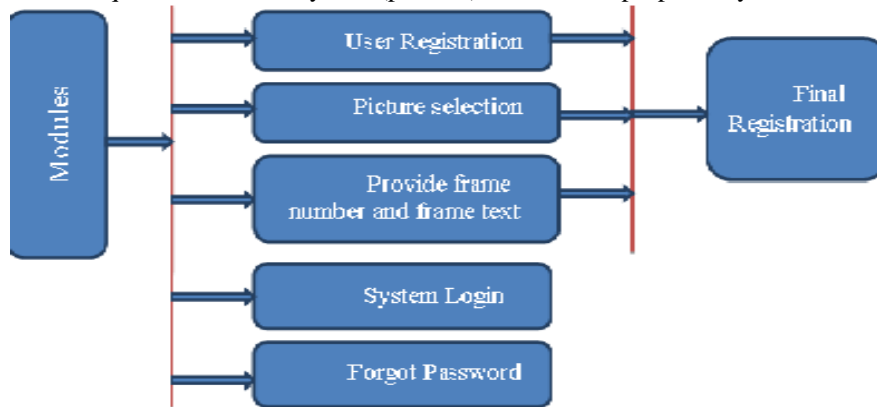 Modules
User Registration
Picture selection
Provide frame
number and frame text
System Login
Forgot Password
Final
Registration